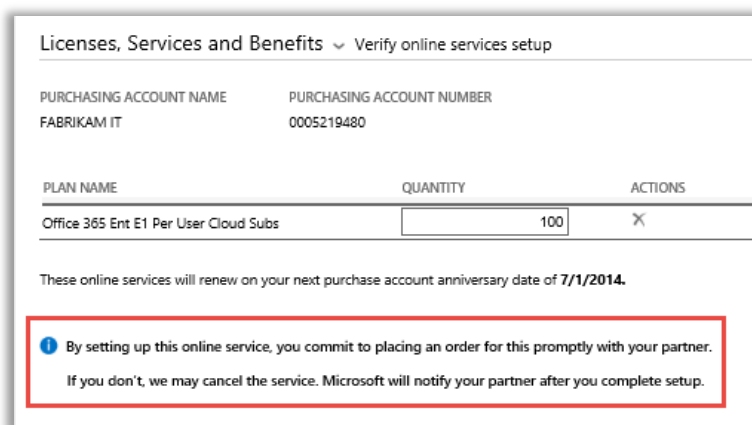 Licenses, Services and Benefits Verify online services setup
PURCHASING ACCOUNT NAME PURCHASING ACCOUNT NUMBER
FABRIKAM IT 0005219480
PLAN NAME QUANTITY ACTIONS
Office 365 Ent E1 Per User Cloud Subs 100
These online services will renew on your next purchase account anniversary date of 7/1/2014.
By setting up this online service, you commit to placing an order for this promptly with your partner.
If you don't, we may cancel the service. Microsoft will notify your partner after you complete setup.